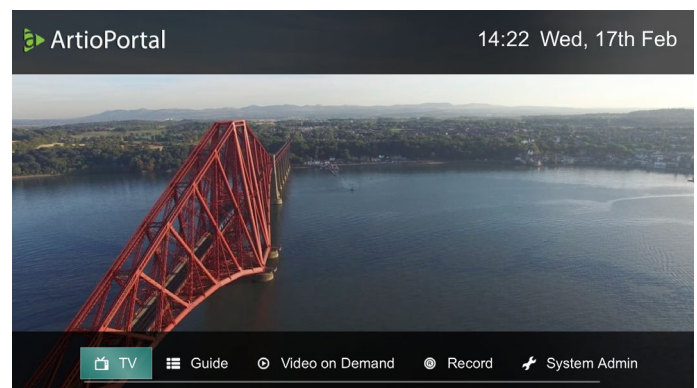 ArtioPortal
14:22 Wed, 17th Feb
TV Guide Video on Demand Record System Admin